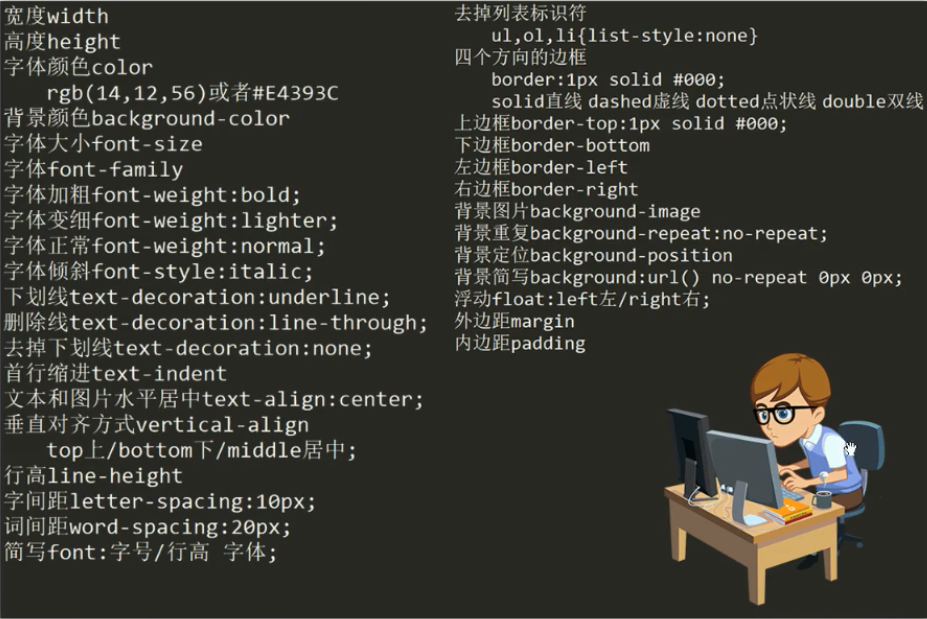 宽度width
高度height
字体颜色color
rgb(14,12,56)或者#E4393C
背景颜色background-color
字体大小font-size
字体font-family
字体加粗font-weight:bold;
字体变细font-weight:lighter;
字体正常font-weight:normal;
字体倾斜font-style:italic;
下划线text-decoration:underline;
删除线text-decoration:line-through;
去掉下划线text-decoration:none;
首行缩进text-indent
文本和图片水平居中text-align:center;
垂直对齐方式vertical-align
top上/bottom下/middle居中;
行高line-height
字间距letter-spacing:10px;
词间距word-spacing:20px;
简写font:字号/行高 字体;
去掉列表标识符
ul,ol,li{list-style:none}
四个方向的边框
border:1px solid #000;
solid直线 dashed虚线 dotted点状线 double双线
上边框border-top:1px solid #000;
下边框border-bottom
左边框border-left
右边框border-right
背景图片background-image
背景重复background-repeat:no-repeat;
背景定位background-position
背景简写background:url() no-repeat 0px 0px;
浮动float:left左/right右;
外边距margin
内边距padding